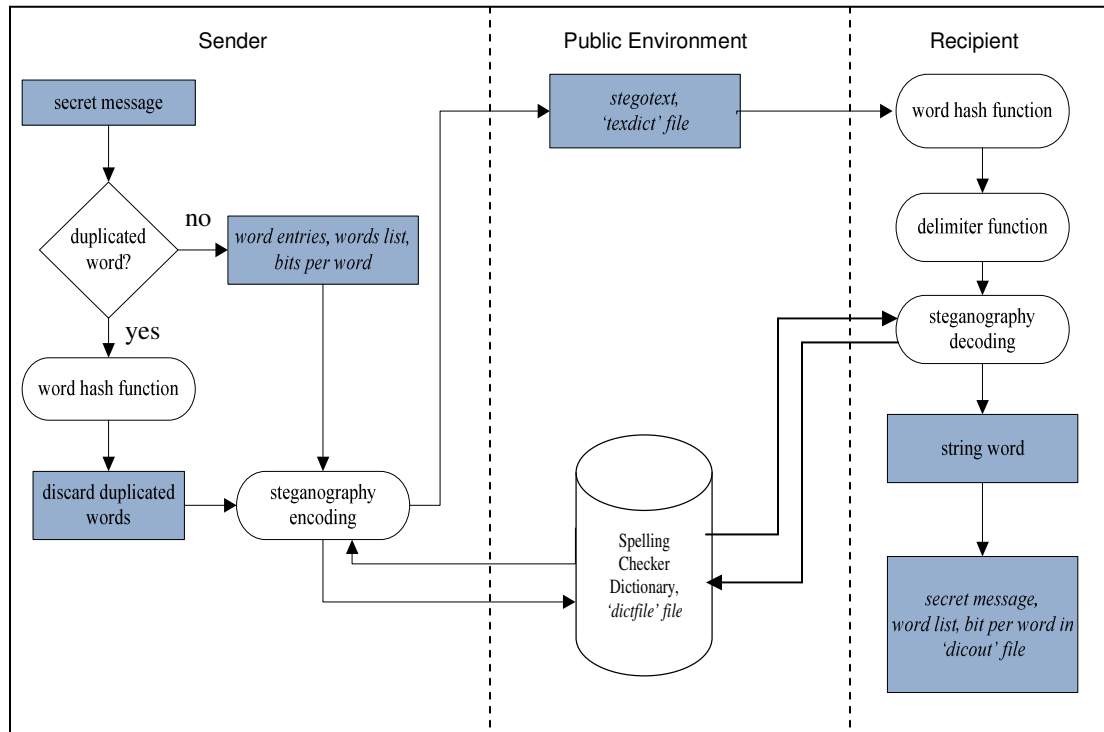 Sender
Public Environment
Recipient
secret message
duplicated
word?
no
yes
word entries, words list,
bits per word
word hash function
discard duplicated
words
steganography
encoding
stegotext,
‘texdict’ file
Spelling
Checker
Dictionary,
‘dictfile’ file
word hash function
delimiter function
steganography
decoding
string word
secret message,
word list, bit per word in
‘dicout’ file